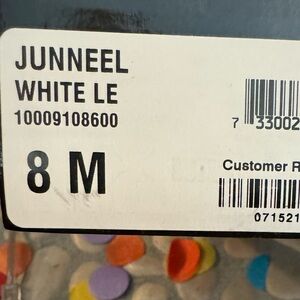 JUNNEEL
WHITE LE
10009108600
7 33002
8 M
Customer R
071521